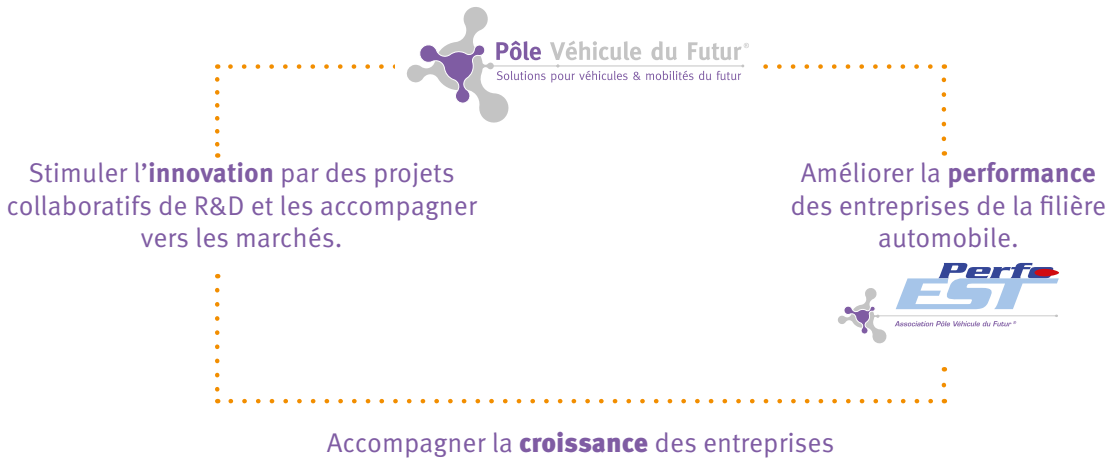 Pôle Véhicule du Futur®
Solutions pour véhicules & mobilités du futur
Stimuler l'innovation par des projets
collaboratifs de R&D et les accompagner
vers les marchés.
Améliorer la performance
des entreprises de la filière
automobile.
Perfo
EST
Association Pôle Véhicule du Futur®
Accompagner la croissance des entreprises